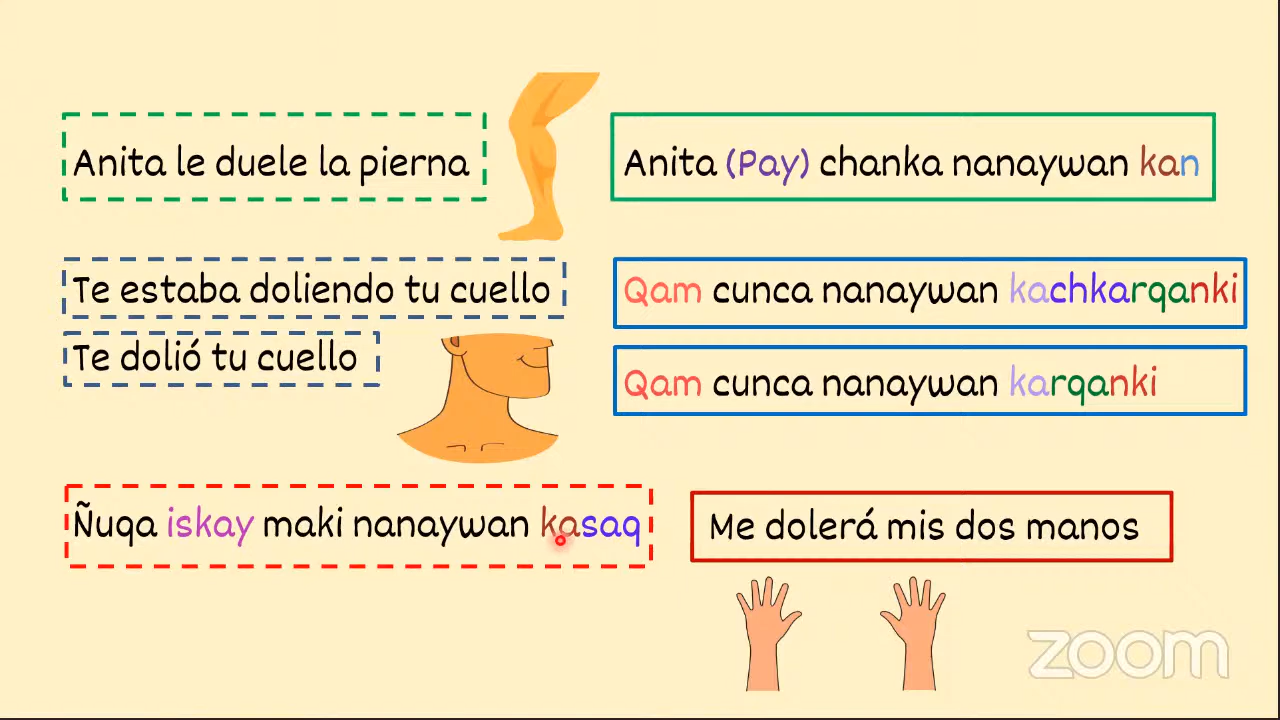 Anita le duele la pierna
Anita (Pay) chanka nanaywan kan
Te estaba doliendo tu cuello
Qam cunca nanaywan kachkarqanki
Te dolió tu cuello
Qam cunca nanaywan karqanki
Ñuqa iskay maki nanaywan kasaq
Me dolerá mis dos manos
zoom